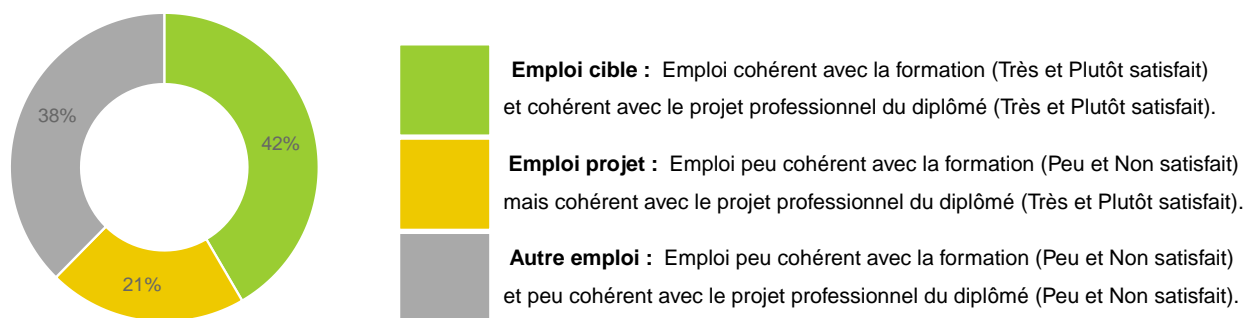 38%
42%
21%
Emploi cible : Emploi cohérent avec la formation (Très et Plutôt satisfait)
et cohérent avec le projet professionnel du diplômé (Très et Plutôt satisfait).
Emploi projet : Emploi peu cohérent avec la formation (Peu et Non satisfait)
mais cohérent avec le projet professionnel du diplômé (Très et Plutôt satisfait).
Autre emploi : Emploi peu cohérent avec la formation (Peu et Non satisfait)
et peu cohérent avec le projet professionnel du diplômé (Peu et Non satisfait).